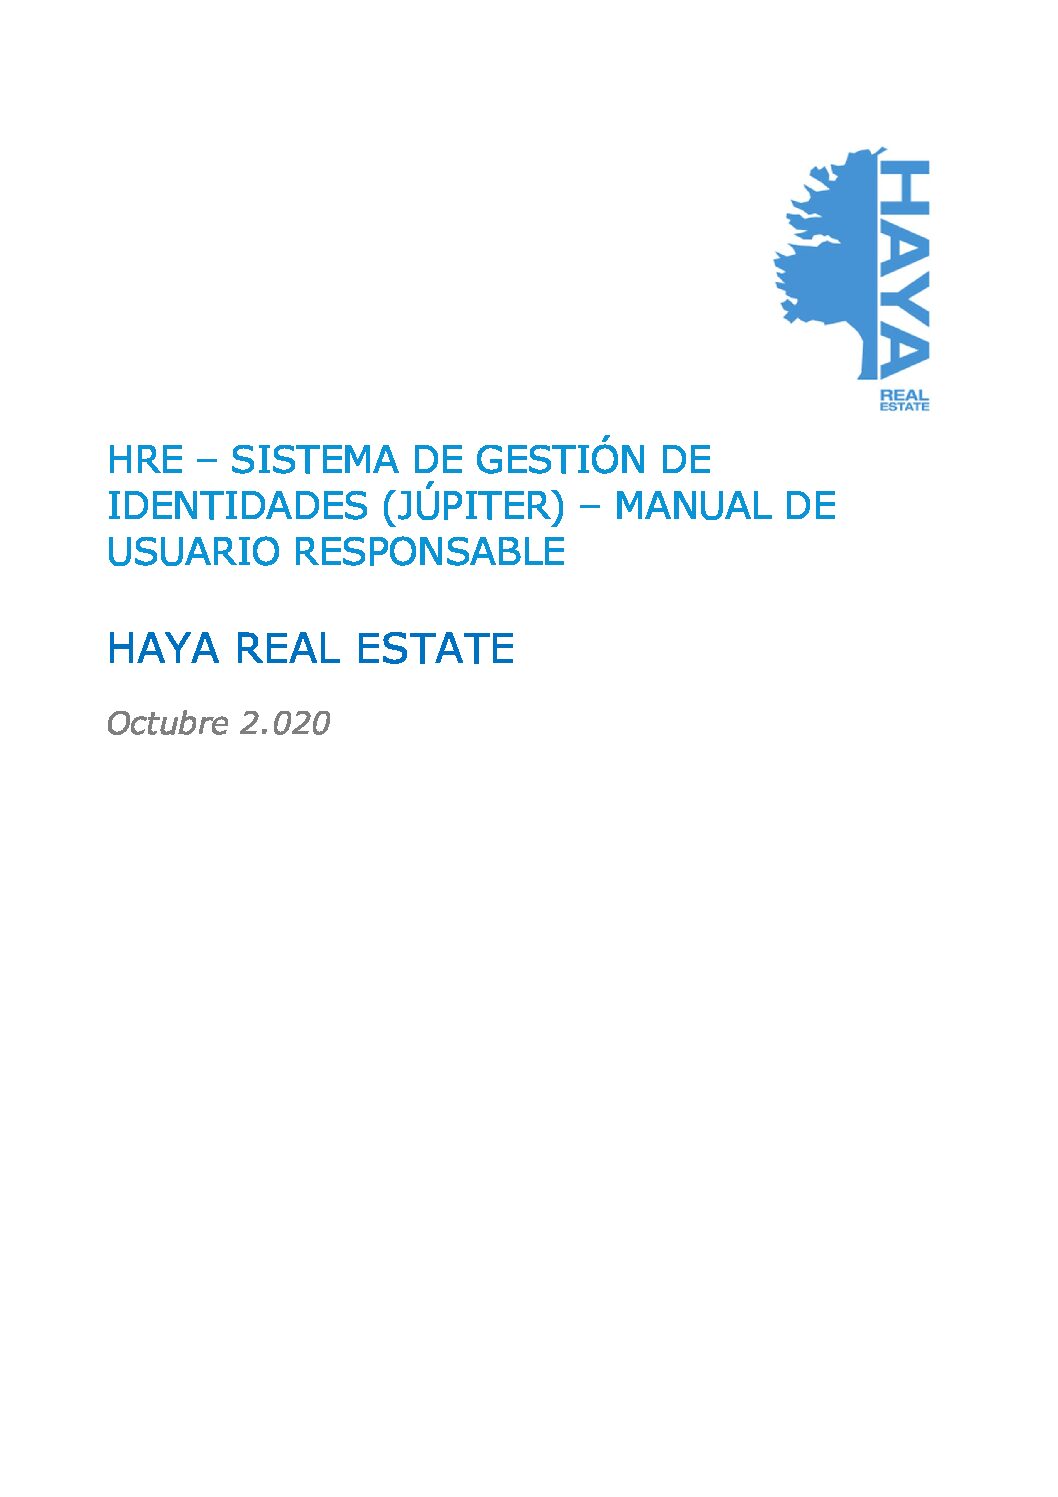 HAYA
REAL
ESTATE
HRE – SISTEMA DE GESTIÓN DE
IDENTIDADES (JÚPITER) – MANUAL DE
USUARIO RESPONSABLE
HAYA REAL ESTATE
Octubre 2.020